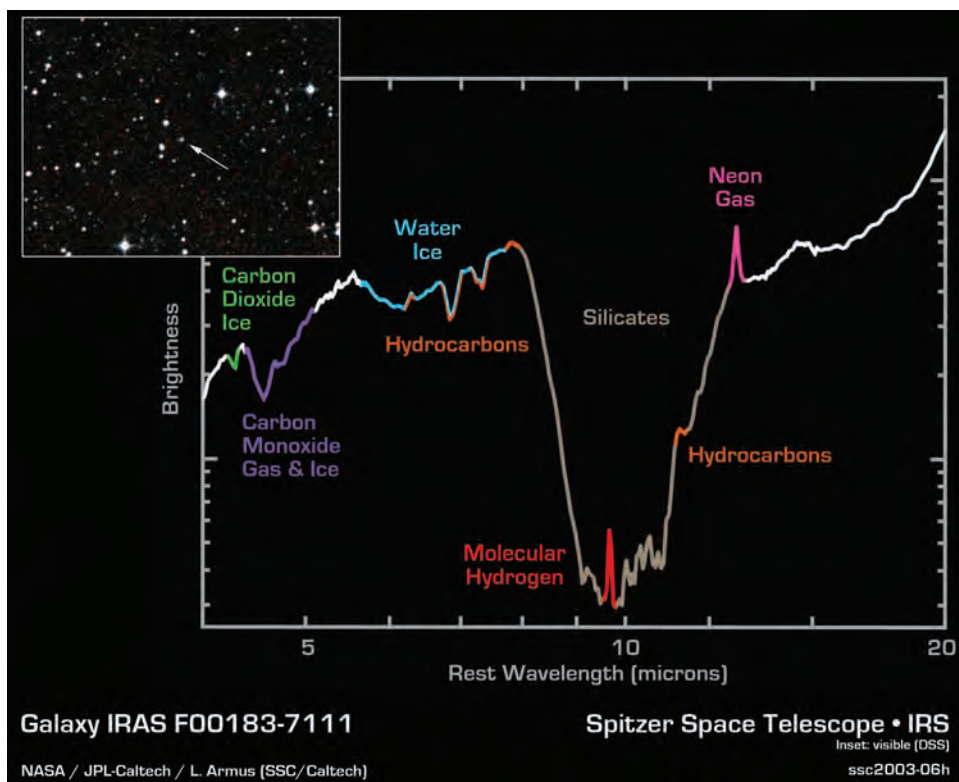 Carbon
Dioxide
Ice
Water
Ice
Neon
Gas
Silicates
Hydrocarbons
Carbon
Monoxide
Gas & Ice
Hydrocarbons
Molecular
Hydrogen
Brightness
5
10
20
Rest Wavelength (microns)
Galaxy IRAS F00183-7111
Spitzer Space Telescope • IRS
Inset: visible (DSS)
NASA / JPL-Caltech / L. Armus (SSC/Caltech)
ssc2003-06h